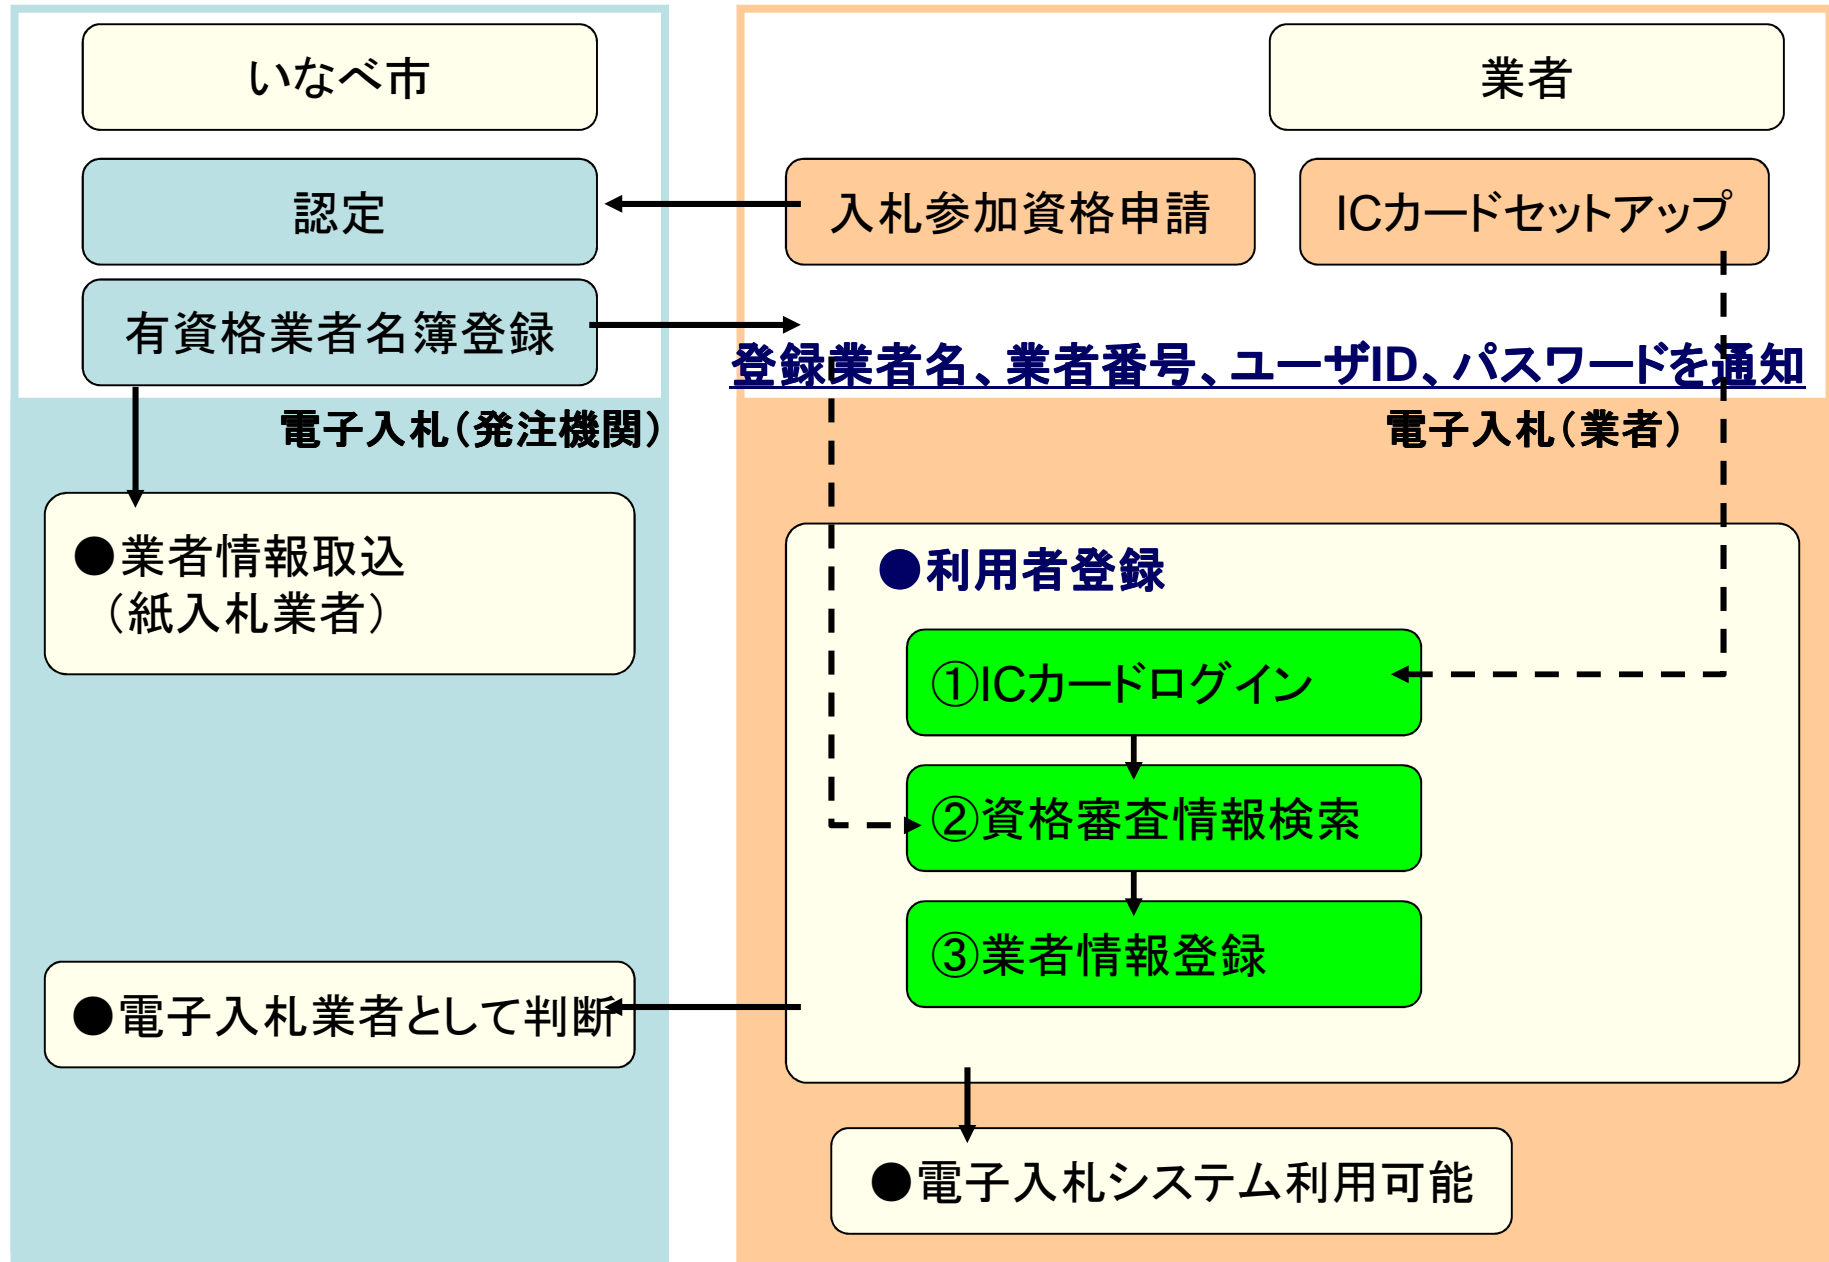 いなべ市
業者
認定
入札参加資格申請
ICカードセットアップ
有資格業者名簿登録
登録業者名、業者番号、ユーザID、パスワードを通知
電子入札（発注機関）
電子入札（業者）
●業者情報取込
（紙入札業者）
●利用者登録
①ICカードログイン
②資格審査情報検索
③業者情報登録
●電子入札業者として判断
●電子入札システム利用可能